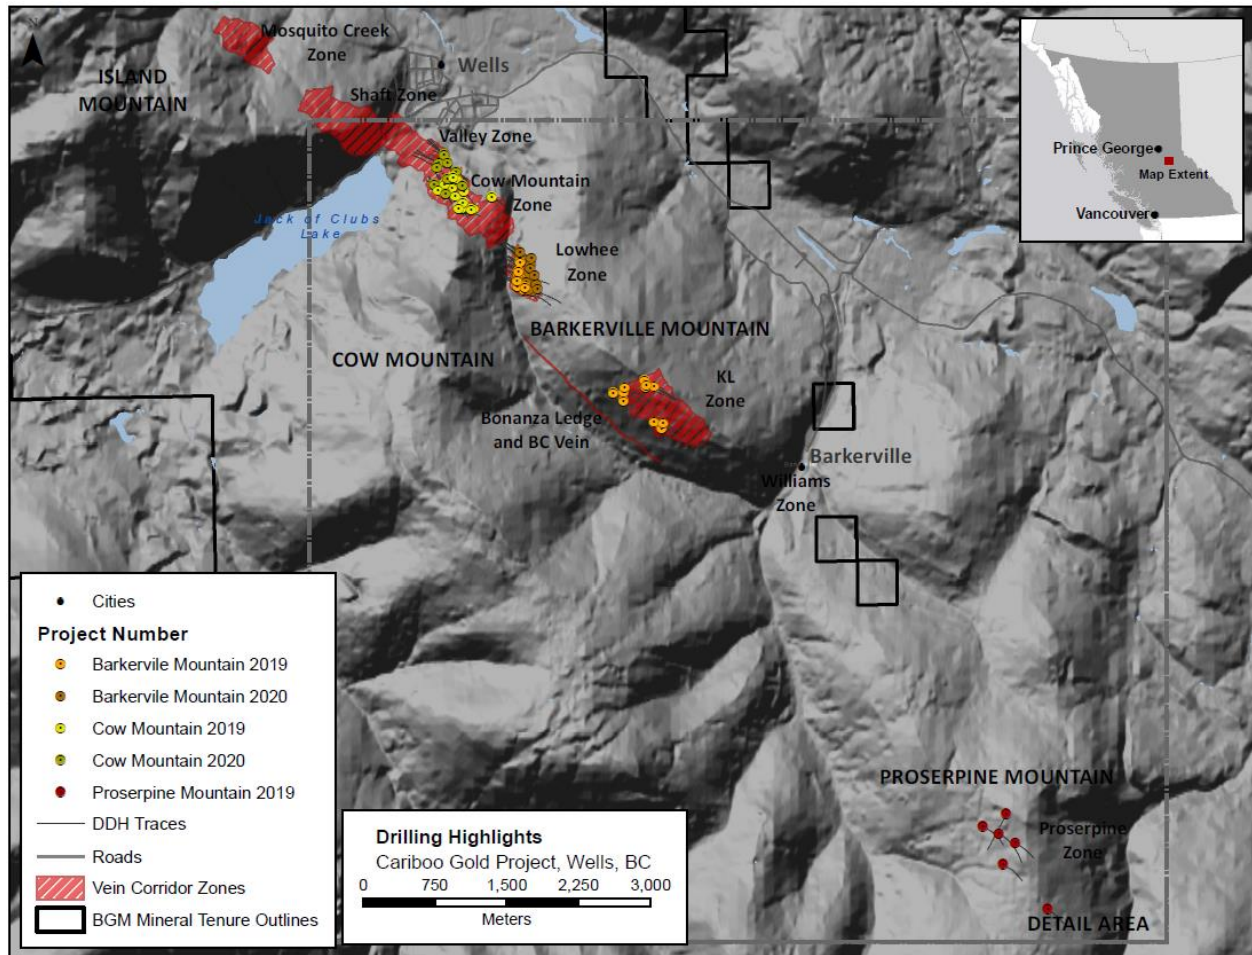 N
Mosquito Creek
Zone
ISLAND
MOUNTAIN
Wells
Shaft Zone
Valley Zone
Cow Mountain
Zone
Jack of Clubs
Lake
Lowhee
Zone
BARKERVILLE MOUNTAIN
COW MOUNTAIN
KL
Zone
Bonanza Ledge
and BC Vein
Barkerville
Williams
Zone
PROSERPINE MOUNTAIN
Proserpine
Zone
DETAIL AREA
Prince George
Map Extent
Vancouver
Cities
Project Number
Barkervile Mountain 2019
Barkervile Mountain 2020
Cow Mountain 2019
Cow Mountain 2020
Proserpine Mountain 2019
DDH Traces
Roads
Vein Corridor Zones
BGM Mineral Tenure Outlines
Drilling Highlights
Cariboo Gold Project, Wells, BC
0 750 1,500 2,250 3,000
Meters